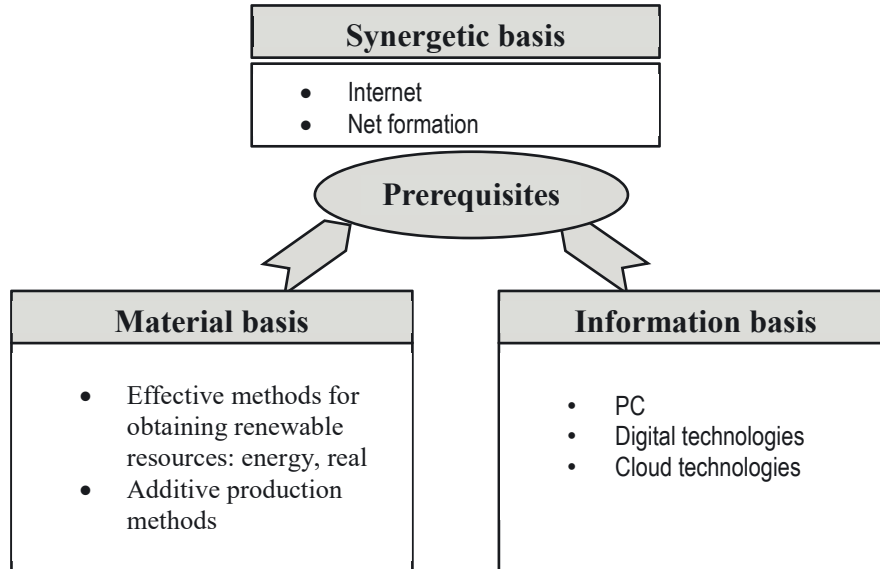 Synergetic basis
• Internet
• Net formation
Prerequisites
Material basis
• Effective methods for
obtaining renewable
resources: energy, real
• Additive production
methods
Information basis
• PC
• Digital technologies
• Cloud technologies